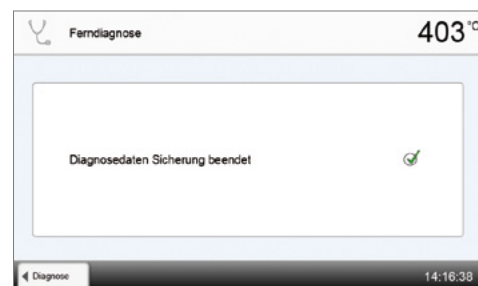 Ferndiagnose
403°C
Diagnosedaten Sicherung beendet
Diagnose
14:16:38